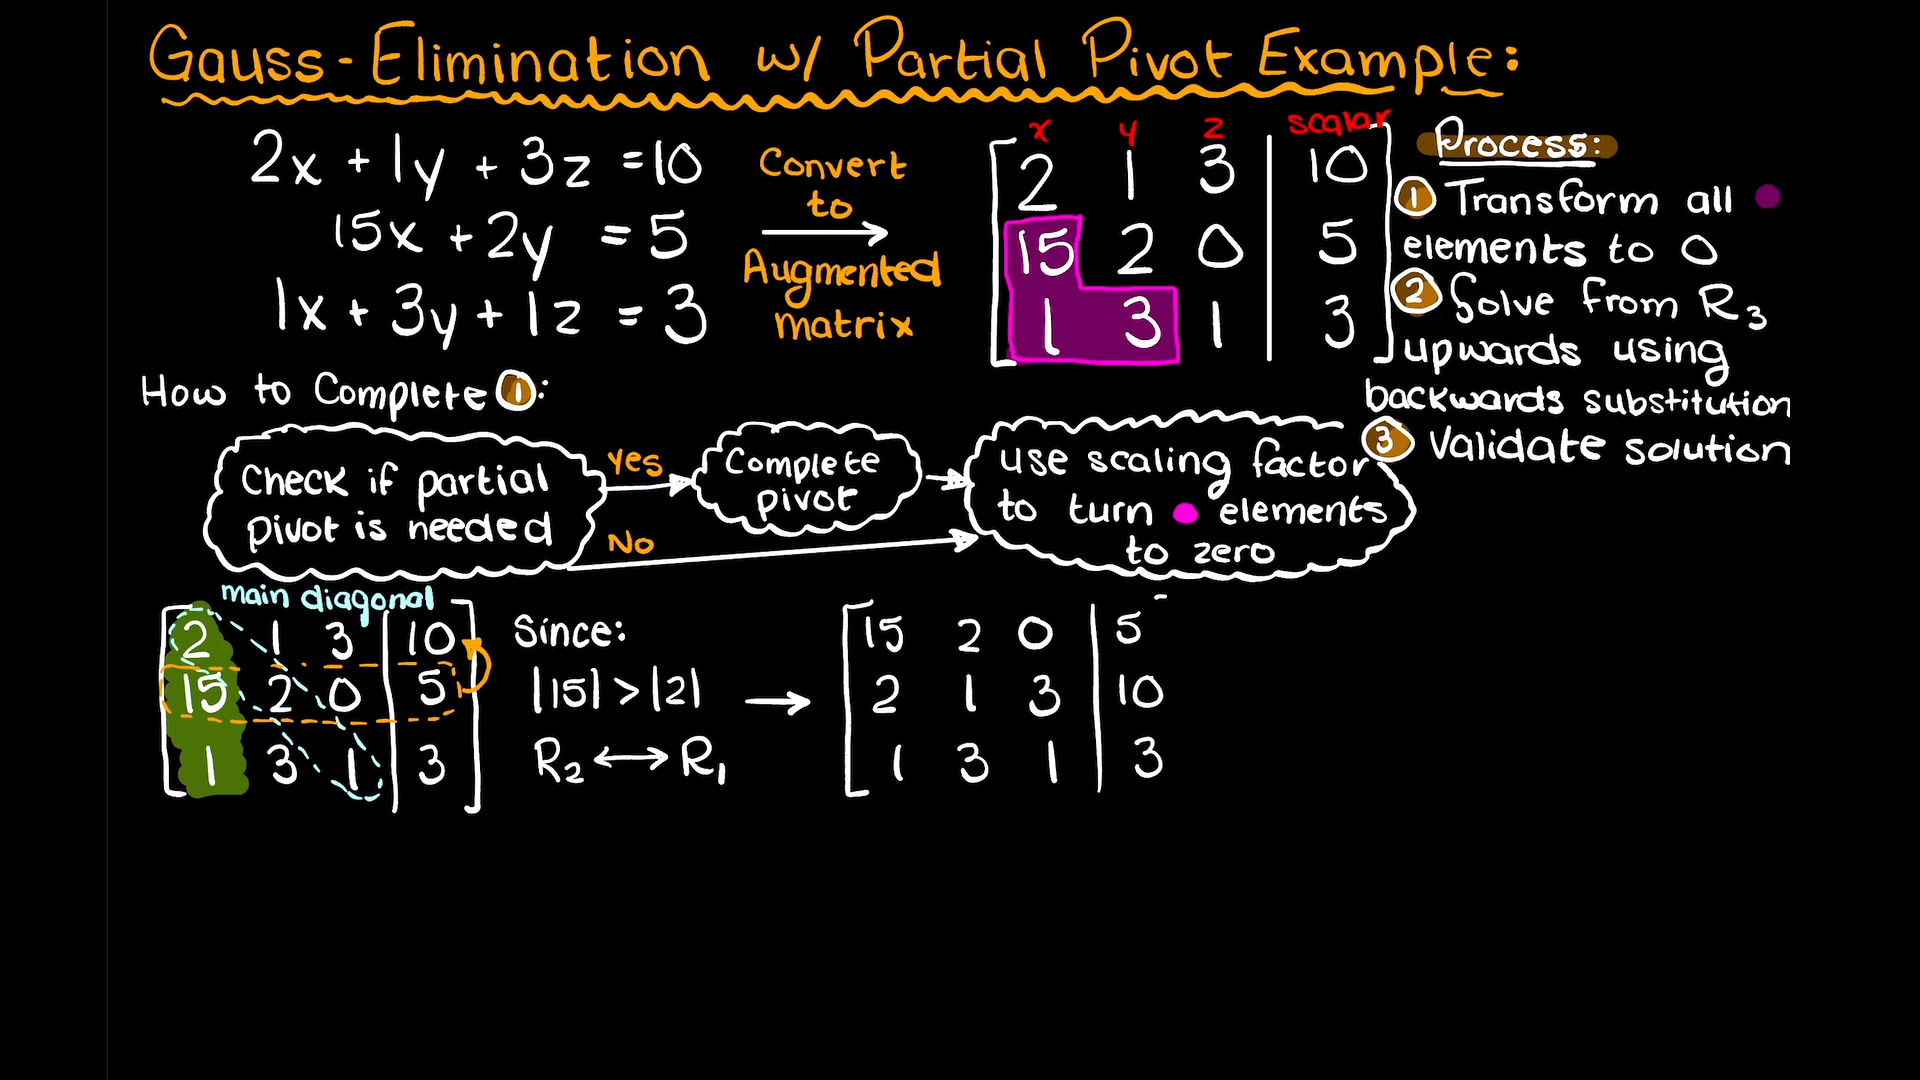 Gauss-Elimination w/ Partial Pivot Example:
2x + 1y + 3z = 10
15x + 2y = 5
1x + 3y + 1z = 3
Convert
to
Augmented
matrix
x y z scalar
2 1 3 10
15 2 0 5
1 3 1 3
Process:
1 Transform all
elements to 0
2 Solve from R3
upwards using
backwards substitution
3 Validate solution
How to Complete 1:
Check if partial
pivot is needed
Yes
No
Complete
pivot
use scaling factor
to turn elements
to zero
main diagonal
2 1 3 10
15 2 0 5
1 3 1 3
Since:
|15| > |2|
R2 ↔ R1
15 2 0 5
2 1 3 10
1 3 1 3